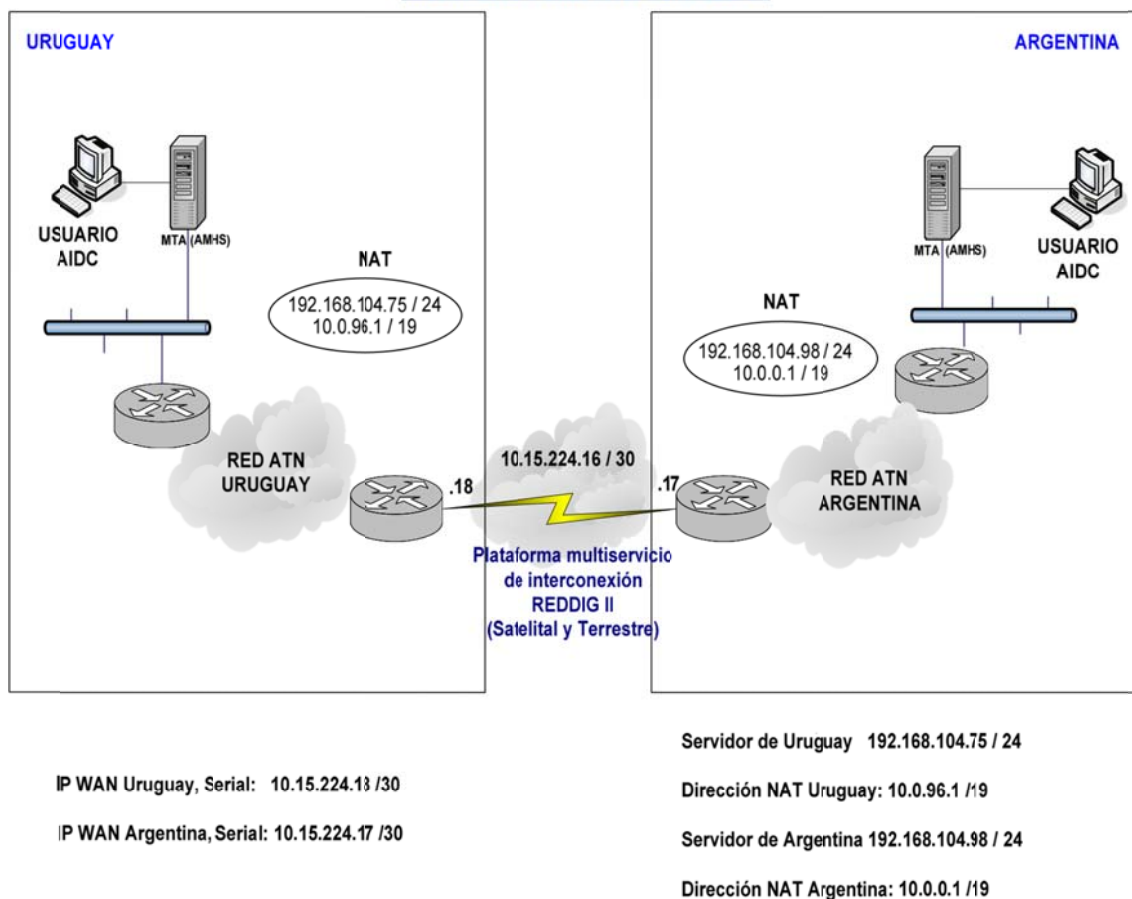 URUGUAY
USUARIO
AIDC
MTA (AMHS)
NAT
192.168.104.75 / 24
10.0.96.1 / 19
RED ATN
URUGUAY
.18
10.15.224.16 / 30
.17
Plataforma multiservicio
de interconexión
REDDIG II
(Satelital y Terrestre)
ARGENTINA
MTA (AMHS)
USUARIO
AIDC
NAT
192.168.104.98 / 24
10.0.0.1 / 19
RED ATN
ARGENTINA
IP WAN Uruguay, Serial: 10.15.224.18 /30
IP WAN Argentina, Serial: 10.15.224.17 /30
Servidor de Uruguay 192.168.104.75 / 24
Dirección NAT Uruguay: 10.0.96.1 /19
Servidor de Argentina 192.168.104.98 / 24
Dirección NAT Argentina: 10.0.0.1 /19